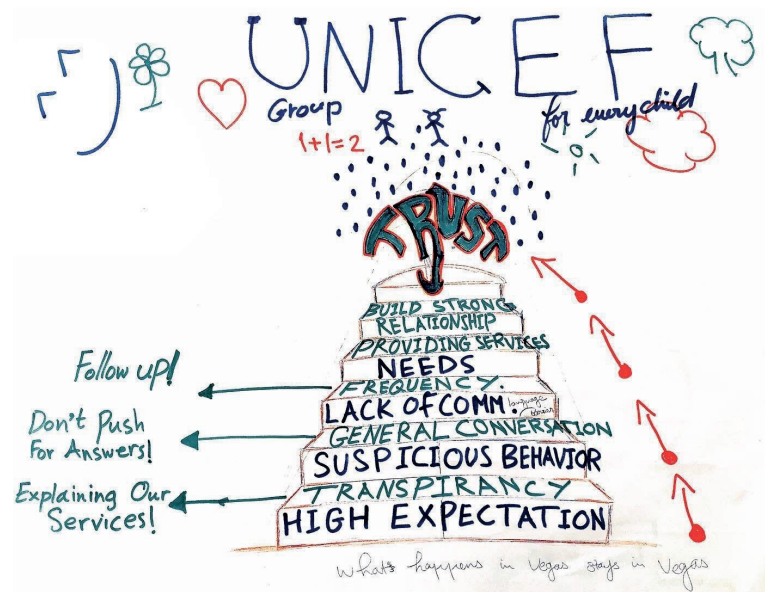 UNICEF
Group
for every child
1+1=2
TRUST
BUILD STRONG
RELATIONSHIP
PROVIDING SERVICES
NEEDS
Follow up!
FREQUENCY.
LACK OF COMM. language
Don't Push
For Answers!
GENERAL CONVERSATION
SUSPICIOUS BEHAVIOR
Explaining Our
Services!
TRANSPIRANCY
HIGH EXPECTATION
whats happens in Vegas stays in Vegas